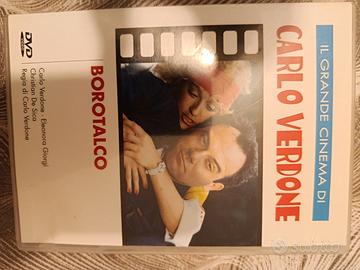 IL GRANDE CINEMA DI
CARLO VERDONE
BOROTALCO
Carlo Verdone - Eleonora Giorgi
Christian De Sica
Regia di Carlo Verdone
DVD
subito